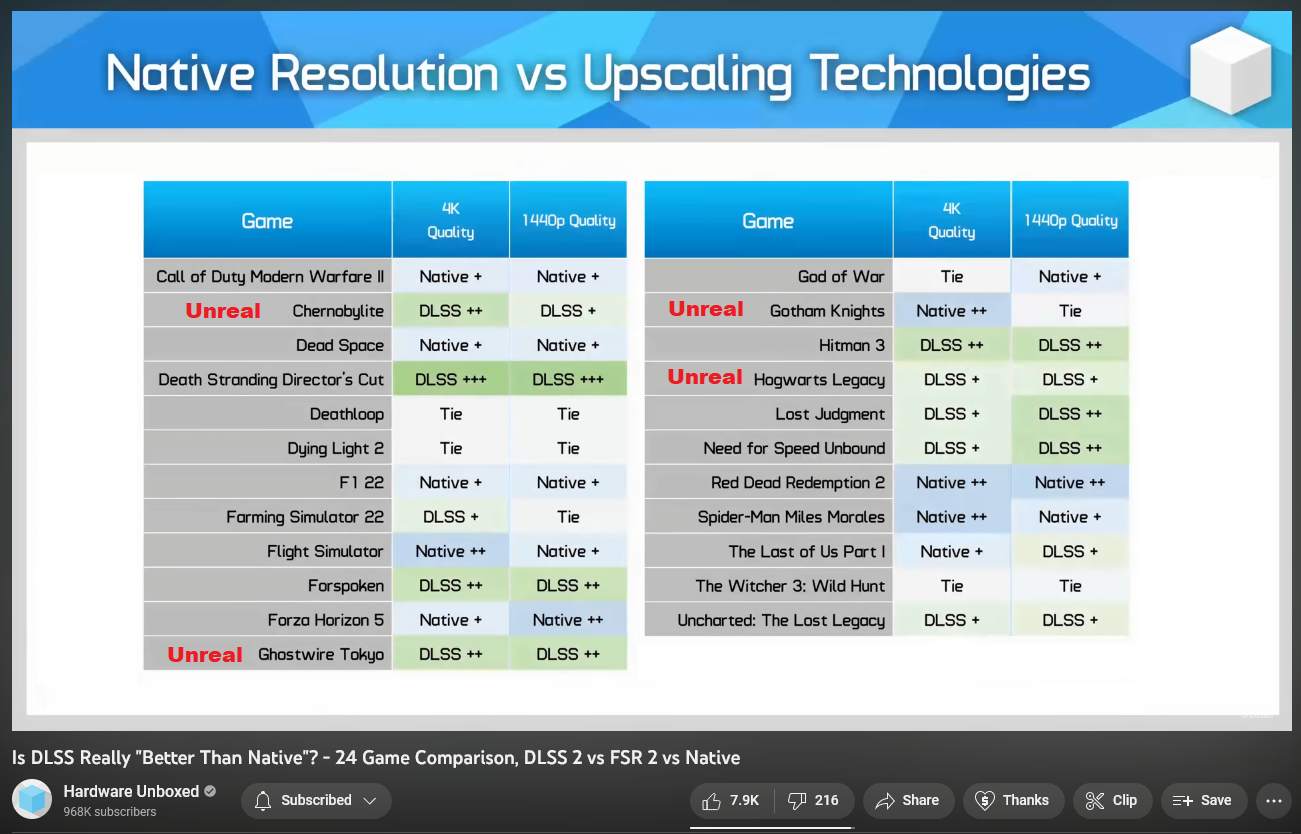 Native Resolution vs Upscaling Technologies
Game 4K Quality 1440p Quality
Call of Duty Modern Warfare II Native + Native +
Unreal Chernobylite DLSS ++ DLSS +
Dead Space Native + Native +
Death Stranding Director's Cut DLSS +++ DLSS +++
Deathloop Tie Tie
Dying Light 2 Tie Tie
F1 22 Native + Native +
Farming Simulator 22 DLSS + Tie
Flight Simulator Native ++ Native +
Forspoken DLSS ++ DLSS ++
Forza Horizon 5 Native + Native ++
Unreal Ghostwire Tokyo DLSS ++ DLSS ++
Game 4K Quality 1440p Quality
God of War Tie Native +
Unreal Gotham Knights Native ++ Tie
Hitman 3 DLSS ++ DLSS ++
Unreal Hogwarts Legacy DLSS + DLSS +
Lost Judgment DLSS + DLSS ++
Need for Speed Unbound DLSS + DLSS ++
Red Dead Redemption 2 Native ++ Native ++
Spider-Man Miles Morales Native ++ Native +
The Last of Us Part I Native + DLSS +
The Witcher 3: Wild Hunt Tie Tie
Uncharted: The Lost Legacy DLSS + DLSS +
Is DLSS Really "Better Than Native"? - 24 Game Comparison, DLSS 2 vs FSR 2 vs Native
Hardware Unboxed
968K subscribers
Subscribed
7.9K 216 Share Thanks Clip Save